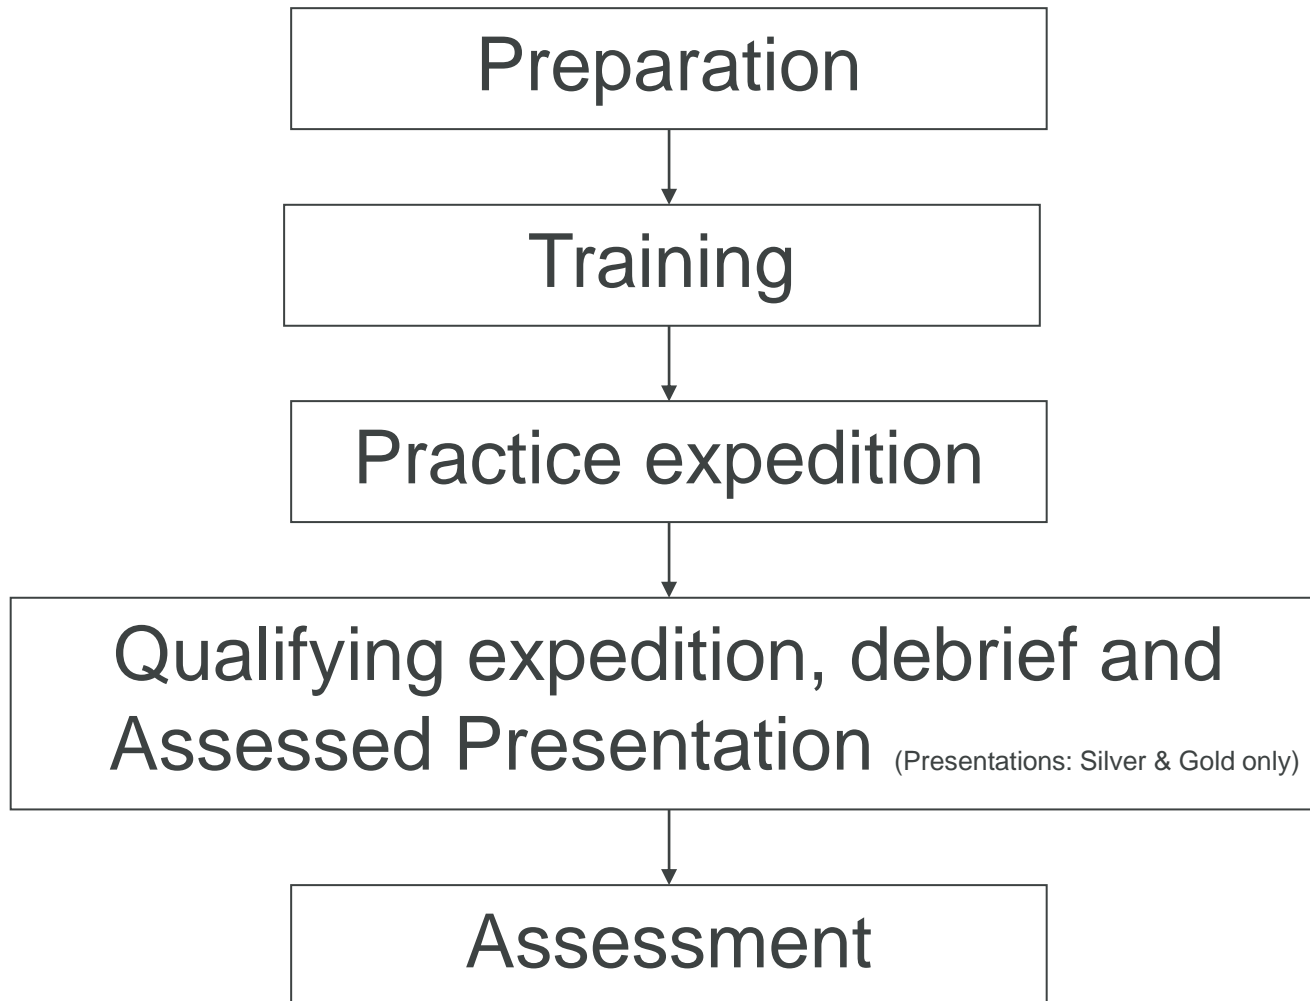 Preparation
Training
Practice expedition
Qualifying expedition, debrief and
Assessed Presentation (Presentations: Silver & Gold only)
Assessment